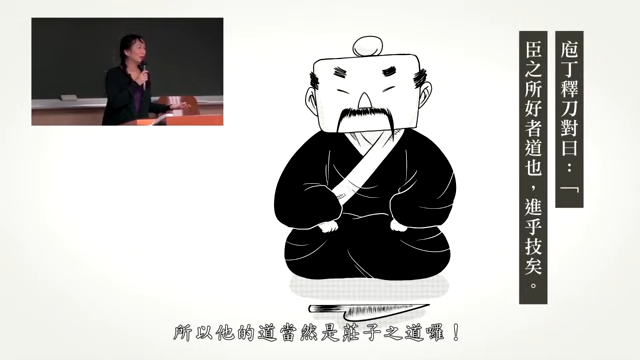 庖丁釋刀對曰：「
臣之所好者道也，進乎技矣。
所以他的道當然是莊子之道囉！